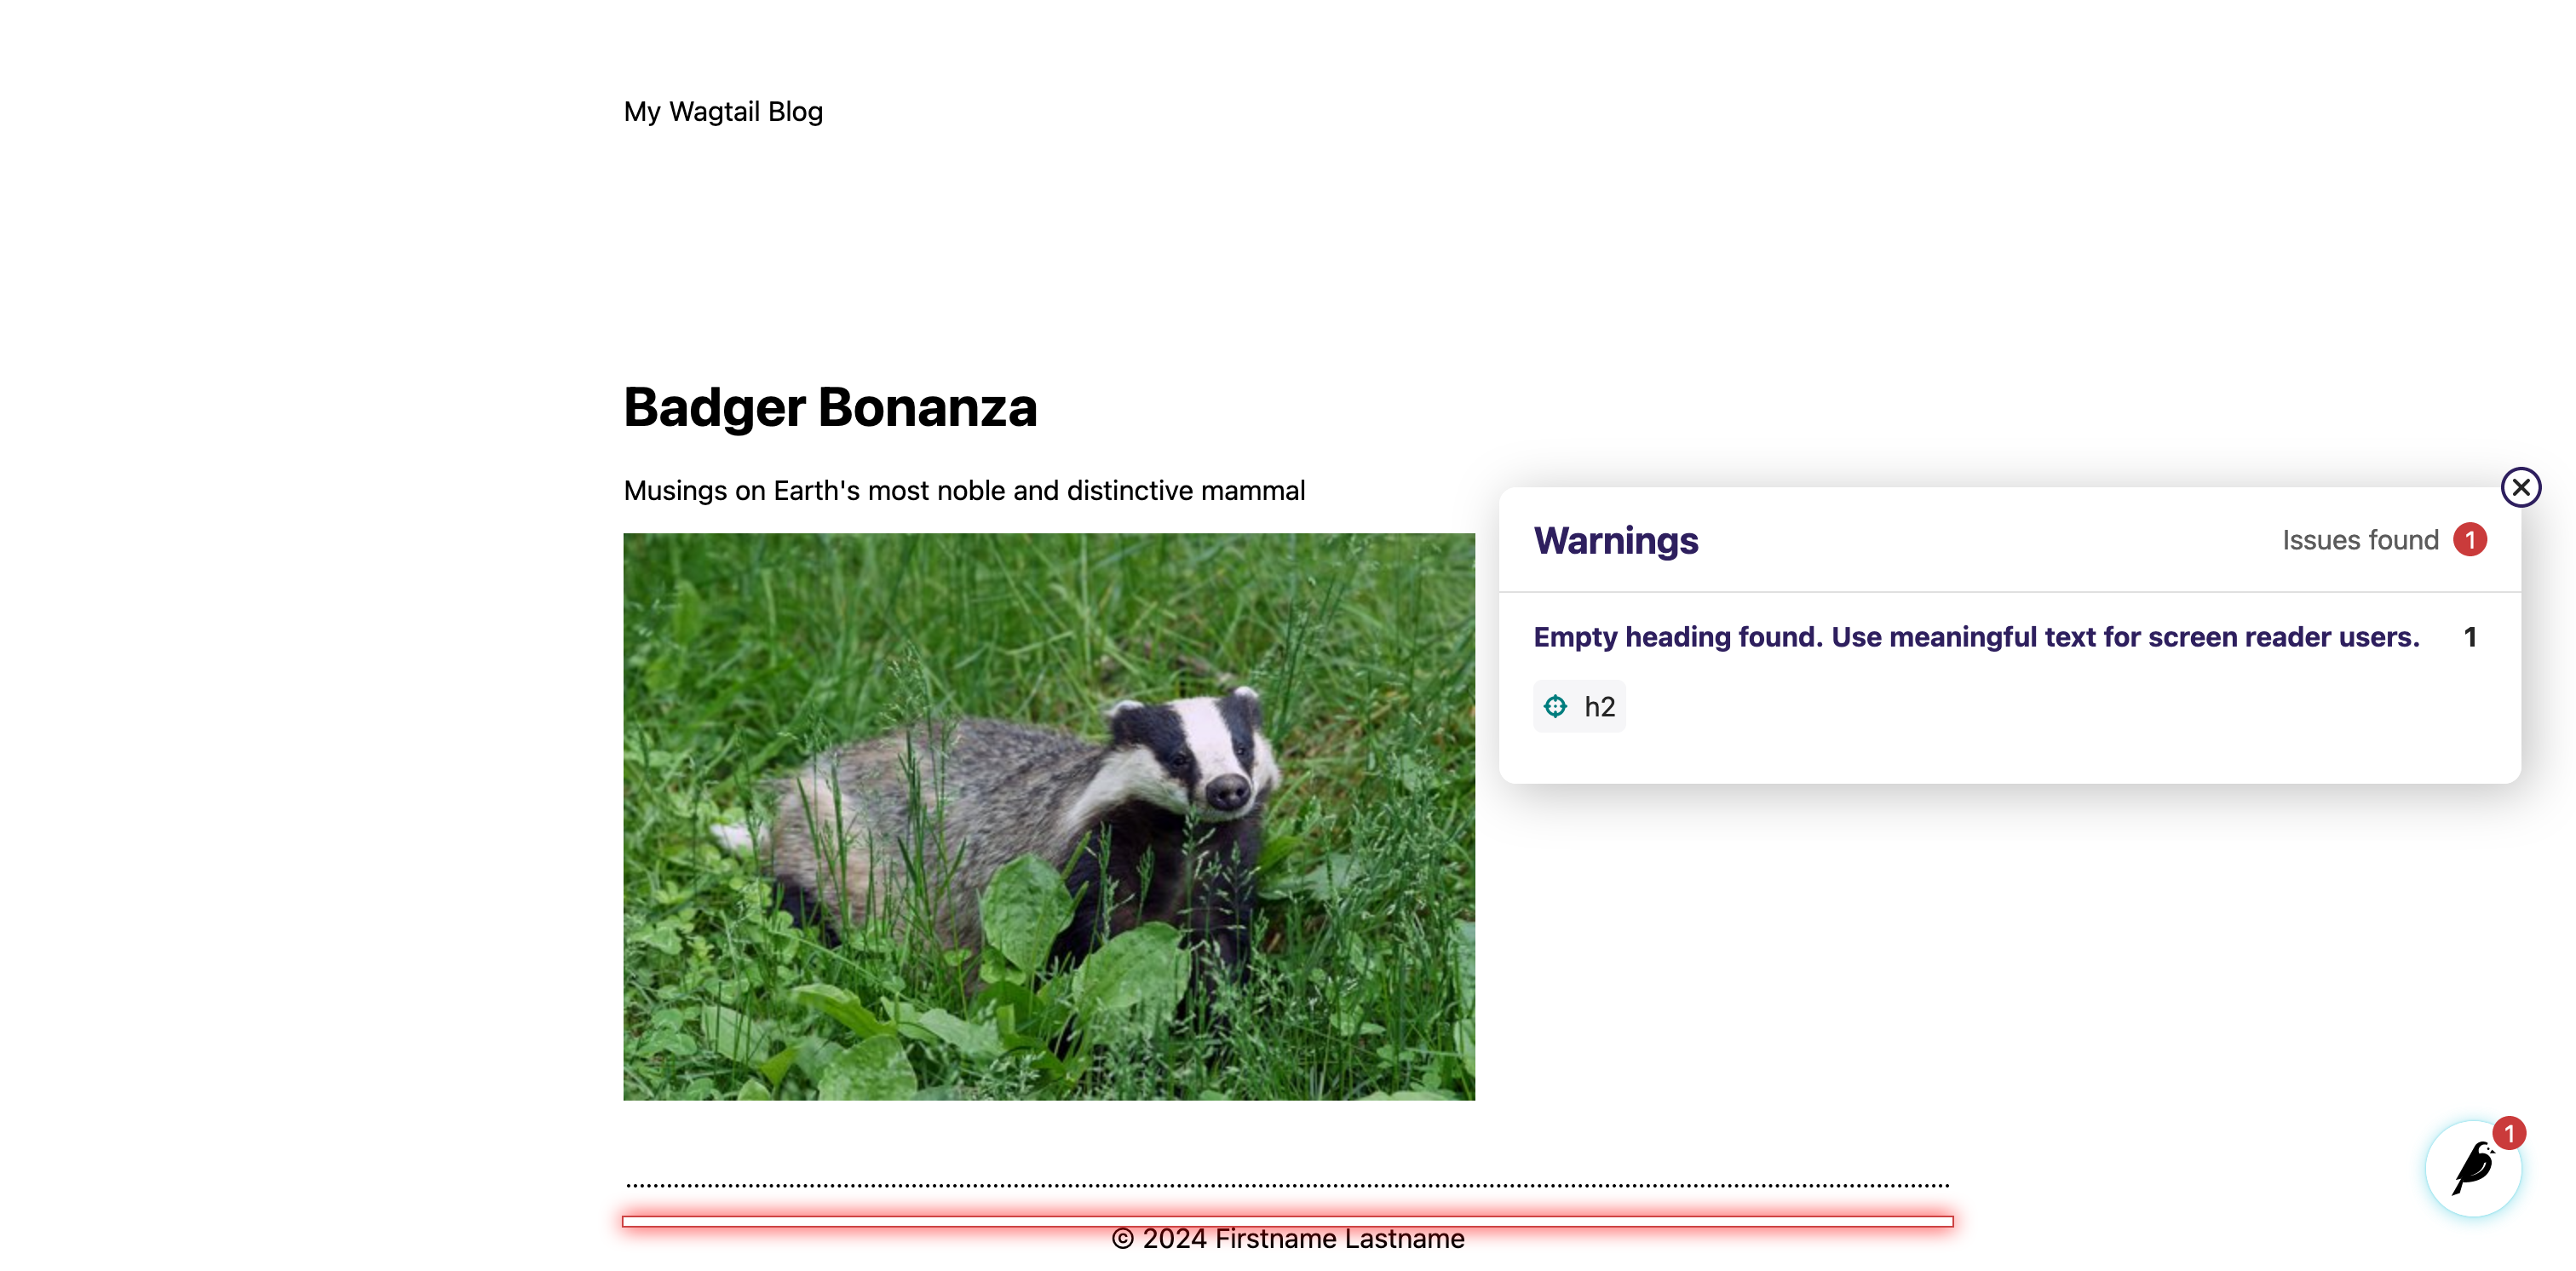 My Wagtail Blog
Badger Bonanza
Musings on Earth's most noble and distinctive mammal
Warnings
Issues found 1
Empty heading found. Use meaningful text for screen reader users. 1
h2
1
© 2024 Firstname Lastname